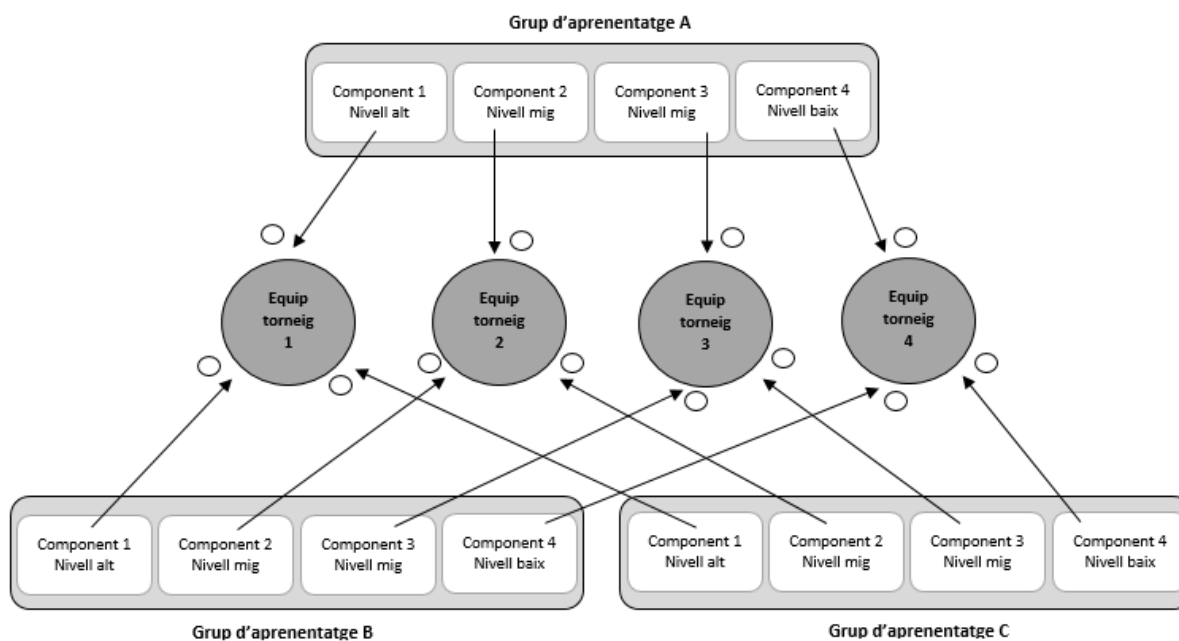 Grup d'aprenentatge A
Component 1
Nivell alt
Component 2
Nivell mig
Component 3
Nivell mig
Component 4
Nivell baix
Equip
torneig
1
Equip
torneig
2
Equip
torneig
3
Equip
torneig
4
Component 1
Nivell alt
Component 2
Nivell mig
Component 3
Nivell mig
Component 4
Nivell baix
Component 1
Nivell alt
Component 2
Nivell mig
Component 3
Nivell mig
Component 4
Nivell baix
Grup d'aprenentatge B
Grup d'aprenentatge C